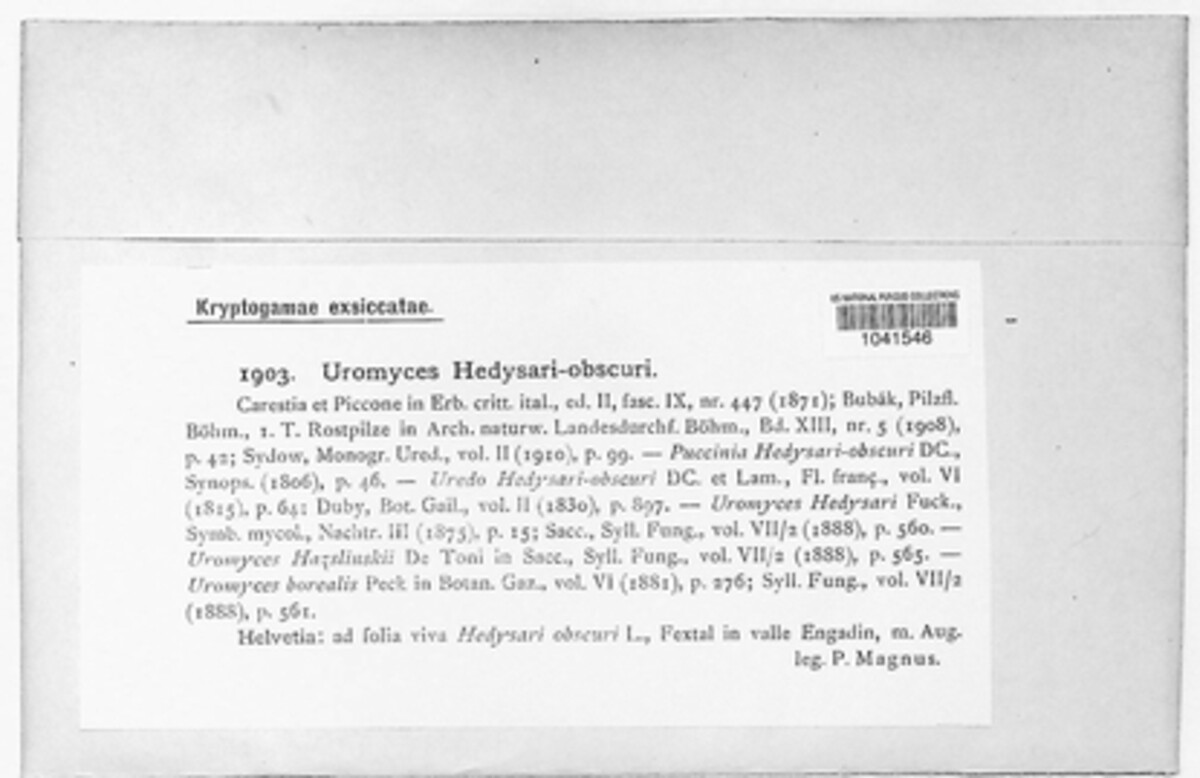 Kryptogamae exsiccatae.
US NATIONAL FUNGUS COLLECTIONS
1041546
1903. Uromyces Hedysari-obscuri.
Carestia et Piccone in Erb. critt. ital., ed. II, fasc. IX, nr. 447 (1871); Bubák, Pilzfl.
Böhm., 1. T. Rostpilze in Arch. naturw. Landesdurchf. Böhm., Bd. XIII, nr. 5 (1908),
p. 42; Sydow, Monogr. Ured., vol. II (1910), p. 99. — Puccinia Hedysari-obscuri DC.,
Synops. (1806), p. 46. — Uredo Hedysari-obscuri DC. et Lam., Fl. franç., vol. VI
(1815), p. 64; Duby, Bot. Gall., vol. II (1830), p. 897. — Uromyces Hedysari Fuck.,
Symb. mycol., Nachtr. III (1875), p. 15; Sacc., Syll. Fung., vol. VII/2 (1888), p. 560. —
Uromyces Hazslinskii De Toni in Sacc., Syll. Fung., vol. VII/2 (1888), p. 565. —
Uromyces borealis Peck in Botan. Gaz., vol. VI (1881), p. 276; Syll. Fung., vol. VII/2
(1888), p. 561.
Helvetia: ad folia viva Hedysari obscuri L., Fextal in valle Engadin, m. Aug.
leg. P. Magnus.